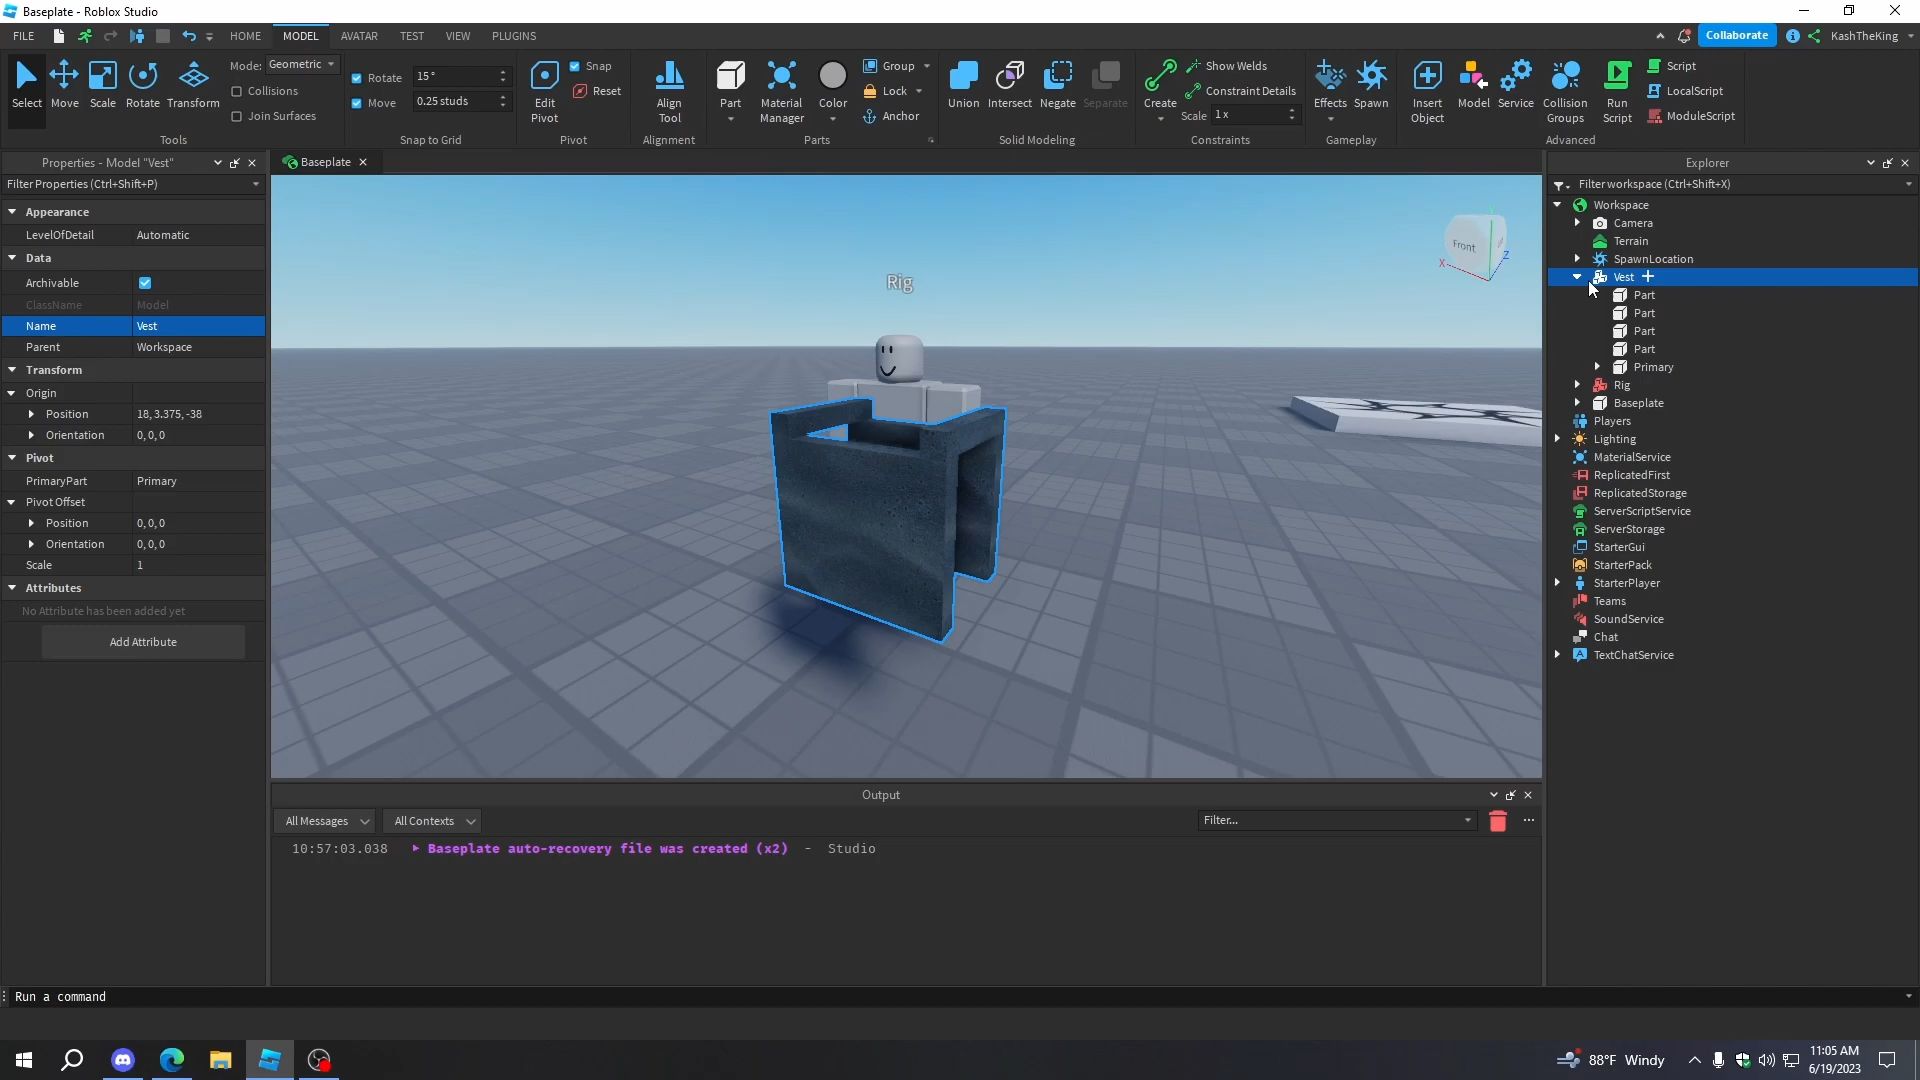 Baseplate - Roblox Studio
FILE HOME MODEL AVATAR TEST VIEW PLUGINS
Collaborate KashTheKing
Select Move Scale Rotate Transform
Mode: Geometric
Collisions
Join Surfaces
Tools
Rotate 15°
Move 0.25 studs
Snap to Grid
Edit Pivot
Snap
Reset
Pivot
Align Tool
Alignment
Part
Material Manager
Color
Group
Lock
Anchor
Parts
Union Intersect Negate Separate
Solid Modeling
Create
Show Welds
Constraint Details
Scale 1 x
Constraints
Effects Spawn
Gameplay
Insert Object
Model
Service
Collision Groups
Run Script
Script
LocalScript
ModuleScript
Advanced
Properties - Model "Vest"
Filter Properties (Ctrl+Shift+P)
Appearance
LevelOfDetail Automatic
Data
Archivable
ClassName Model
Name Vest
Parent Workspace
Transform
Origin
Position 18, 3.375, -38
Orientation 0, 0, 0
Pivot
PrimaryPart Primary
Pivot Offset
Position 0, 0, 0
Orientation 0, 0, 0
Scale 1
Attributes
No Attribute has been added yet
Add Attribute
Baseplate
Rig
Front
X
Z
Output
All Messages All Contexts Filter...
10:57:03.038 Baseplate auto-recovery file was created (x2) - Studio
Explorer
Filter workspace (Ctrl+Shift+X)
Workspace
Camera
Terrain
SpawnLocation
Vest
Part
Part
Part
Part
Primary
Rig
Baseplate
Players
Lighting
MaterialService
ReplicatedFirst
ReplicatedStorage
ServerScriptService
ServerStorage
StarterGui
StarterPack
StarterPlayer
Teams
SoundService
Chat
TextChatService
Run a command
88°F Windy
11:05 AM
6/19/2023